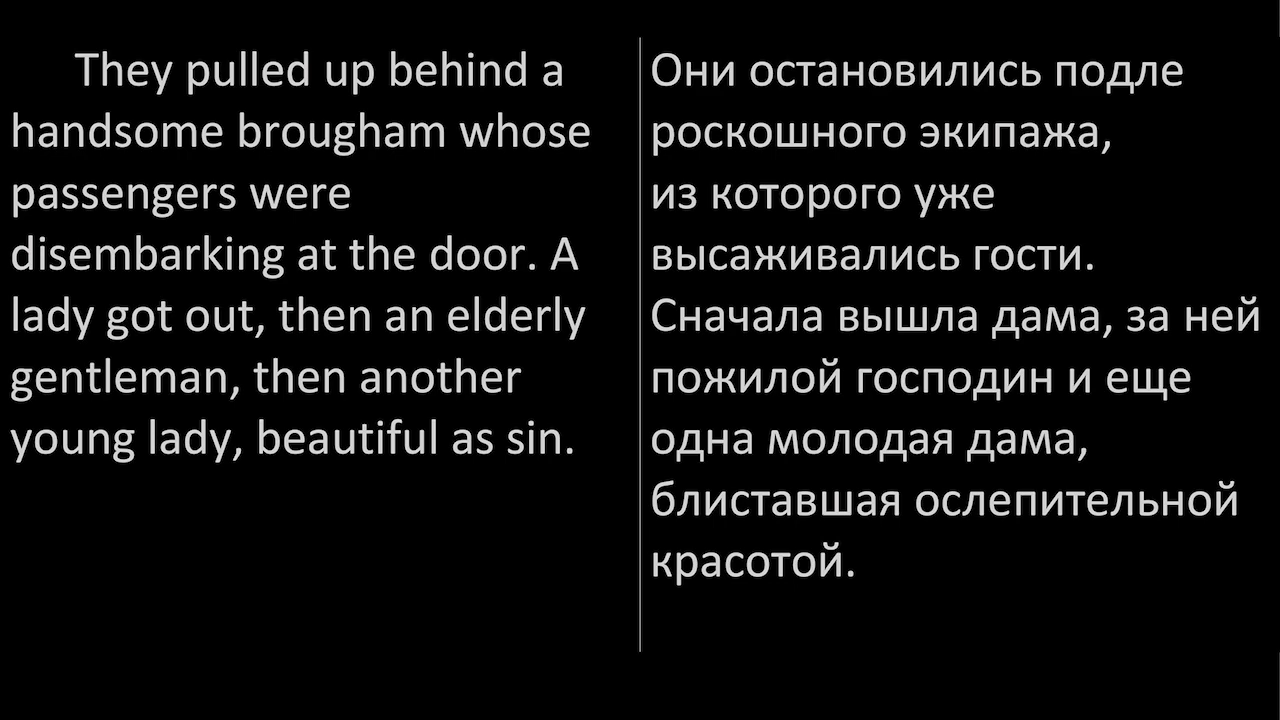 They pulled up behind a
handsome brougham whose
passengers were
disembarking at the door. A
lady got out, then an elderly
gentleman, then another
young lady, beautiful as sin.
Они остановились подле
роскошного экипажа,
из которого уже
высаживались гости.
Сначала вышла дама, за ней
пожилой господин и еще
одна молодая дама,
блиставшая ослепительной
красотой.